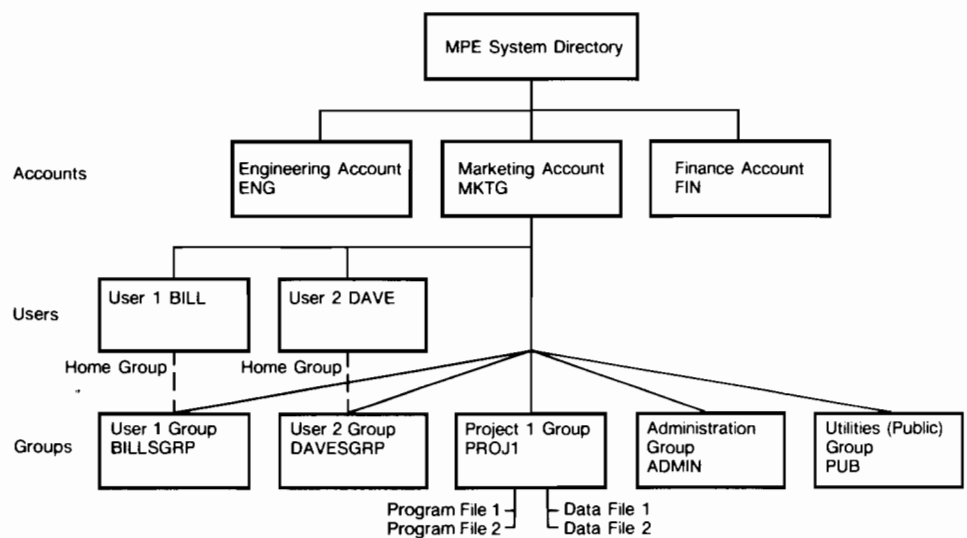 MPE System Directory
Accounts
Engineering Account
ENG
Marketing Account
MKTG
Finance Account
FIN
Users
User 1 BILL
User 2 DAVE
Home Group
Home Group
Groups
User 1 Group
BILLSGRP
User 2 Group
DAVESGRP
Project 1 Group
PROJ1
Administration
Group
ADMIN
Utilities (Public)
Group
PUB
Program File 1
Program File 2
Data File 1
Data File 2